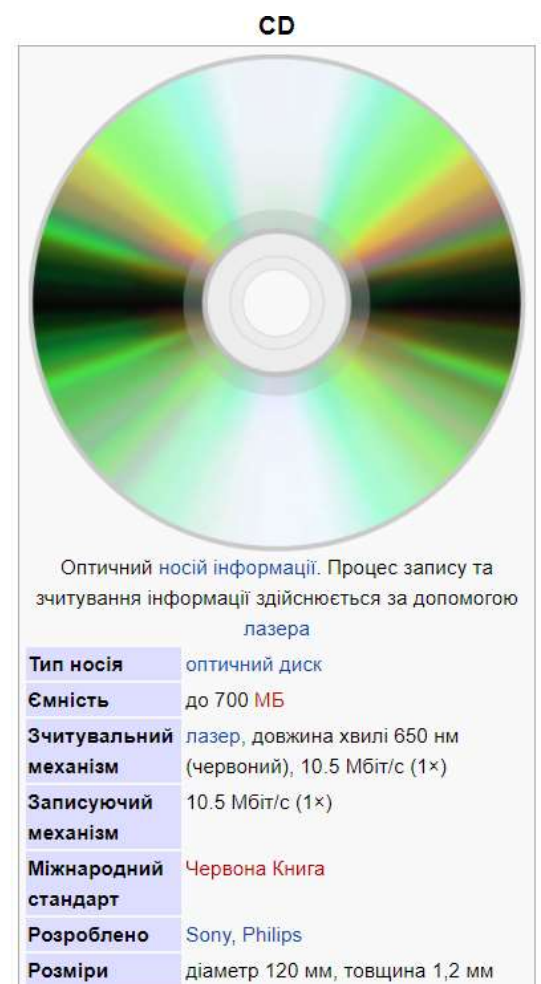 CD
Оптичний носій інформації. Процес запису та
зчитування інформації здійснюється за допомогою
лазера
Тип носія оптичний диск
Ємність до 700 МБ
Зчитувальний лазер, довжина хвилі 650 нм
механізм (червоний), 10.5 Мбіт/с (1×)
Записуючий 10.5 Мбіт/с (1×)
механізм
Міжнародний Червона Книга
стандарт
Розроблено Sony, Philips
Розміри діаметр 120 мм, товщина 1,2 мм